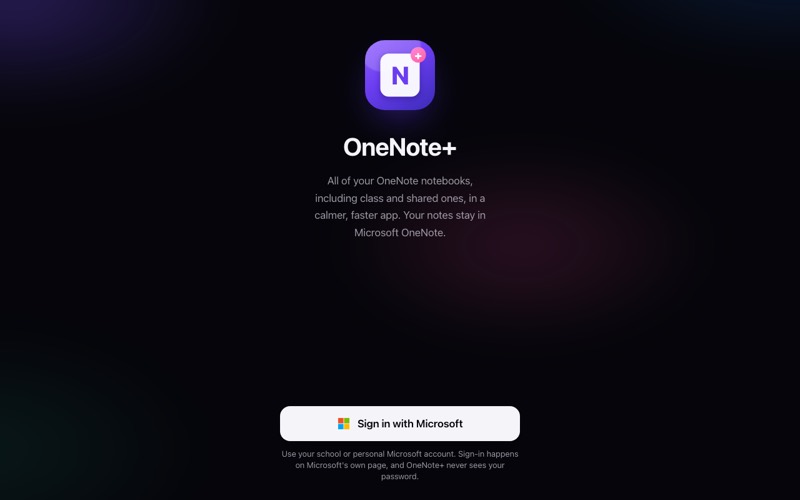 N
+
OneNote+
All of your OneNote notebooks,
including class and shared ones, in a
calmer, faster app. Your notes stay in
Microsoft OneNote.
Sign in with Microsoft
Use your school or personal Microsoft account. Sign-in happens
on Microsoft's own page, and OneNote+ never sees your
password.